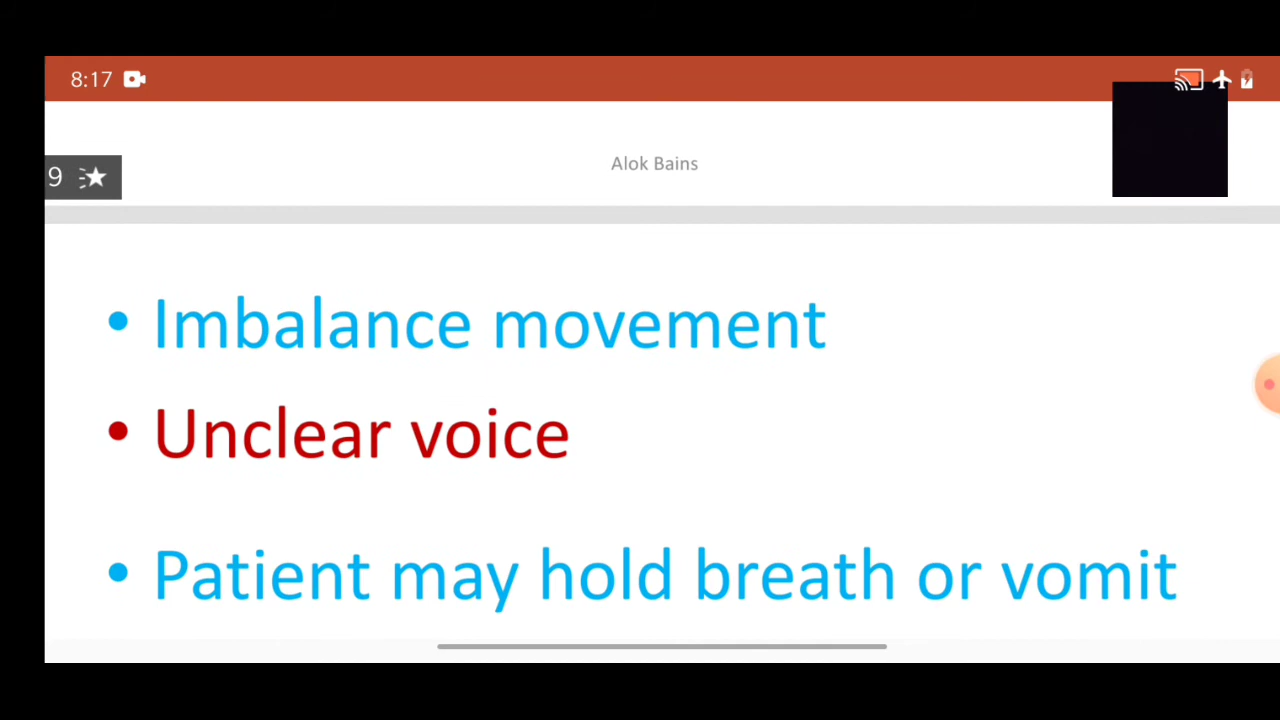 8:17
Alok Bains
9
• Imbalance movement
• Unclear voice
• Patient may hold breath or vomit